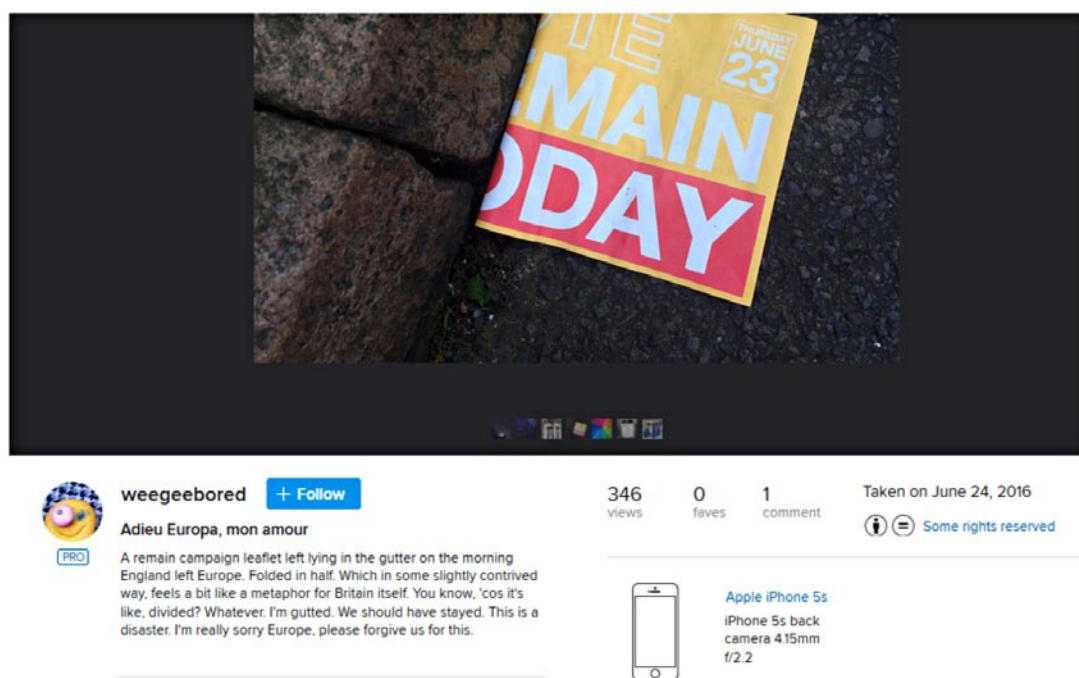 TE
THURSDAY
JUNE
23
EMAIN
ODAY
weegeebored
+ Follow
PRO
Adieu Europa, mon amour
A remain campaign leaflet left lying in the gutter on the morning
England left Europe. Folded in half. Which in some slightly contrived
way, feels a bit like a metaphor for Britain itself. You know, 'cos it's
like, divided? Whatever. I'm gutted. We should have stayed. This is a
disaster. I'm really sorry Europe, please forgive us for this.
346
views
0
faves
1
comment
Taken on June 24, 2016
Some rights reserved
Apple iPhone 5s
iPhone 5s back
camera 4.15mm
f/2.2